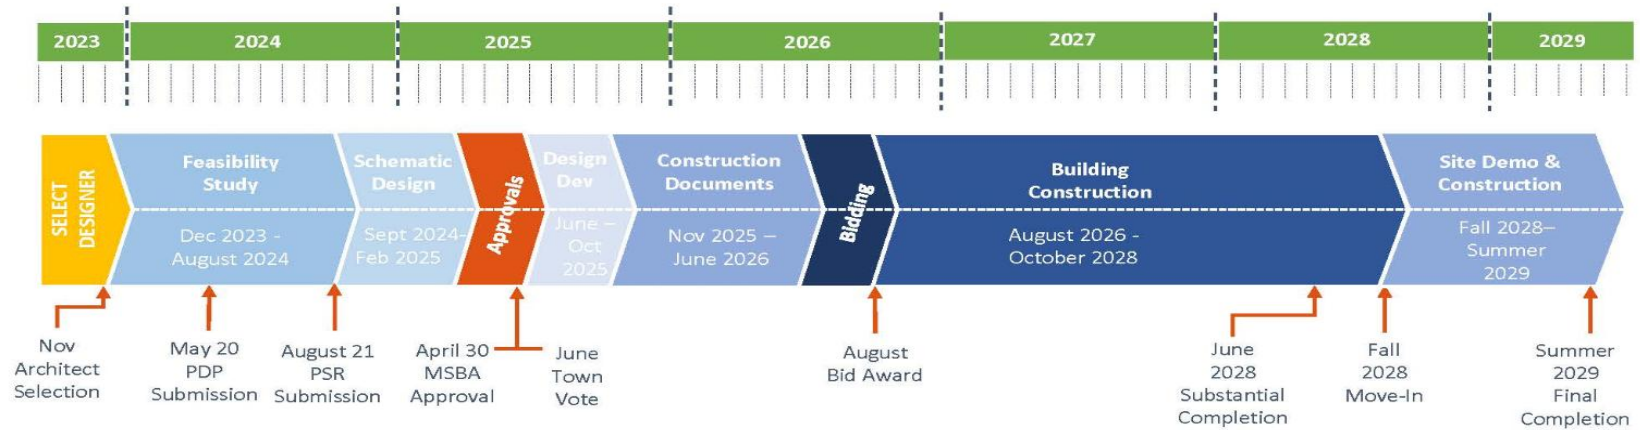 2023
2024
2025
2026
2027
2028
2029
SELECT
DESIGNER
Feasibility
Study
Dec 2023 -
August 2024
Schematic
Design
Sept 2024-
Feb 2025
Approvals
Design
Dev
June –
Oct
2025
Construction
Documents
Nov 2025 –
June 2026
Bidding
Building
Construction
August 2026 -
October 2028
Site Demo &
Construction
Fall 2028–
Summer
2029
Nov
Architect
Selection
May 20
PDP
Submission
August 21
PSR
Submission
April 30
MSBA
Approval
June
Town
Vote
August
Bid Award
June
2028
Substantial
Completion
Fall
2028
Move-In
Summer
2029
Final
Completion